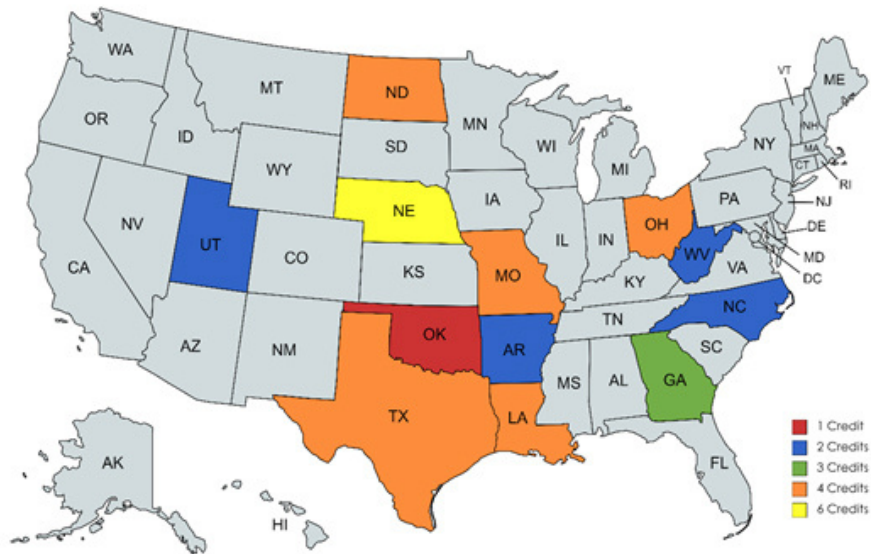 WA
MT
ND
MN
OR
ID
WY
SD
WI
MI
NY
VT
NH
ME
MA
CT
RI
NV
UT
CO
NE
IA
IL
IN
OH
PA
NJ
DE
MD
DC
CA
KS
MO
KY
WV
VA
AZ
NM
OK
AR
TN
NC
SC
TX
LA
MS
AL
GA
FL
AK
HI
1 Credit
2 Credits
3 Credits
4 Credits
6 Credits